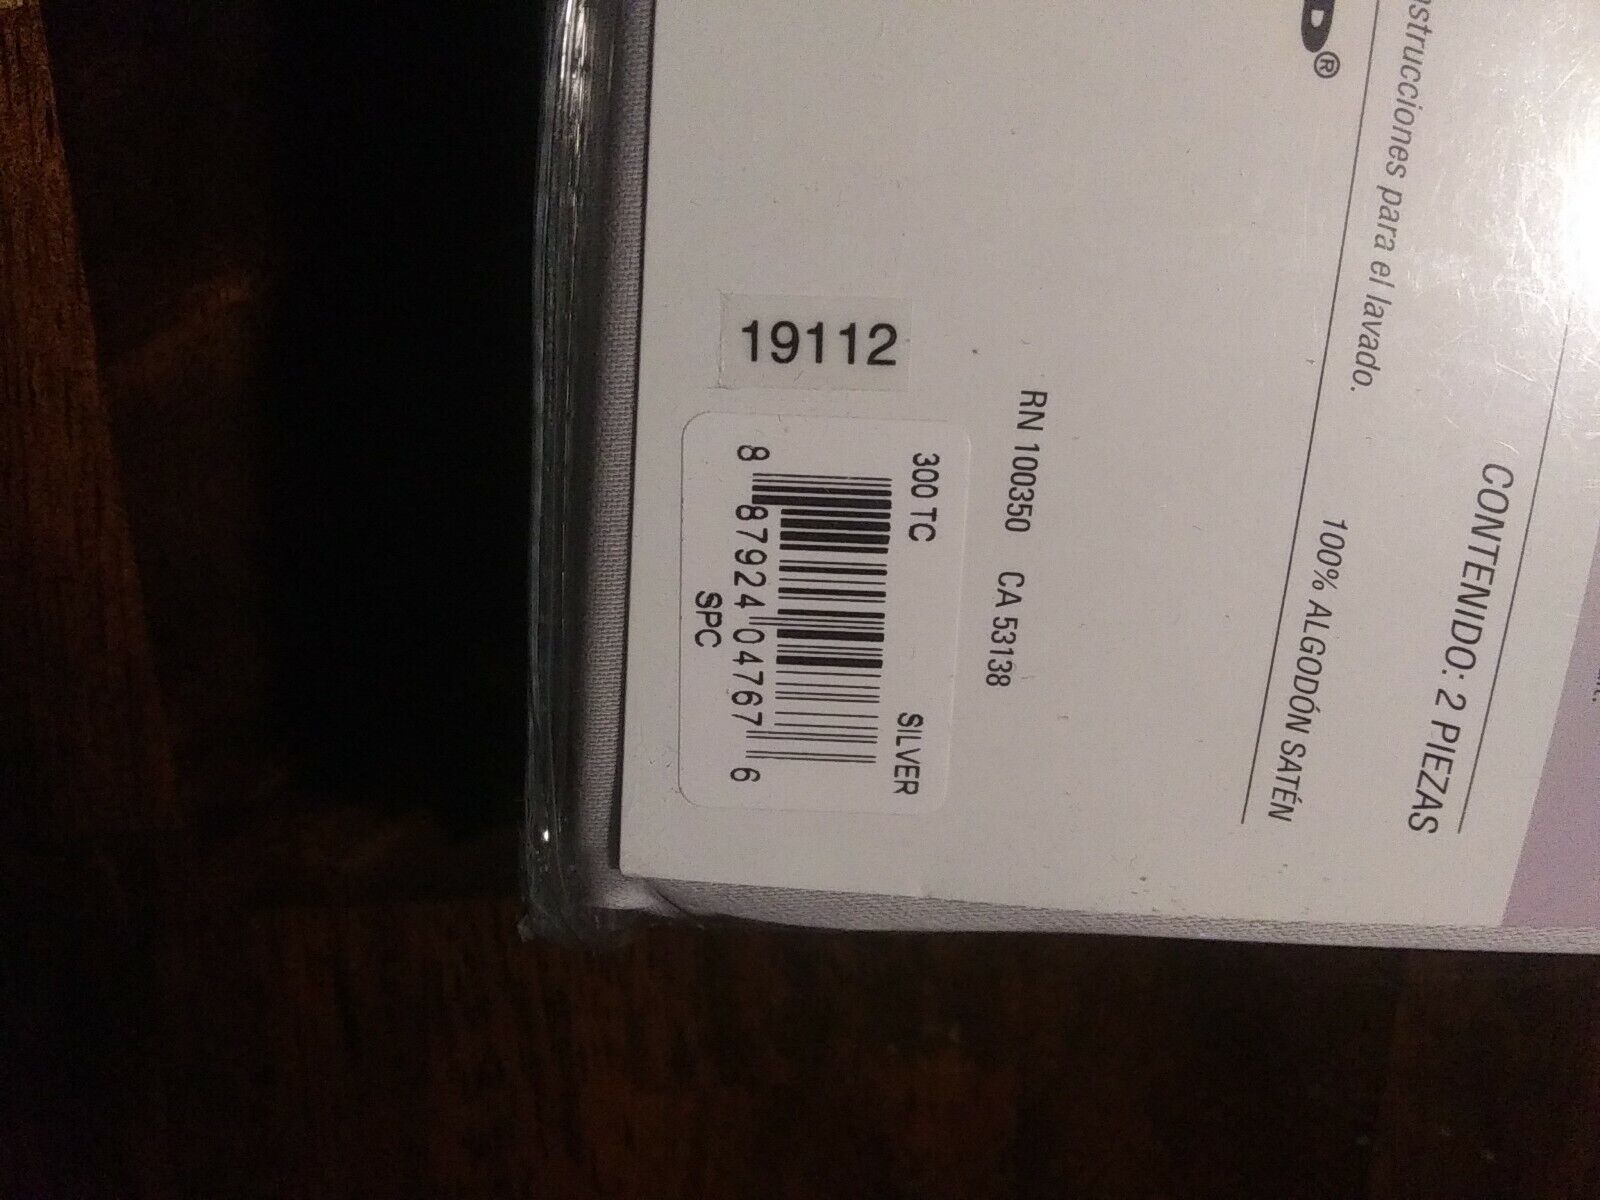 D®
nstrucciones para el lavado.
CONTENIDO: 2 PIEZAS
100% ALGODÓN SATÉN
RN 100350 CA 53138
19112
300 TC SILVER
8 87924 04767 6
SPC